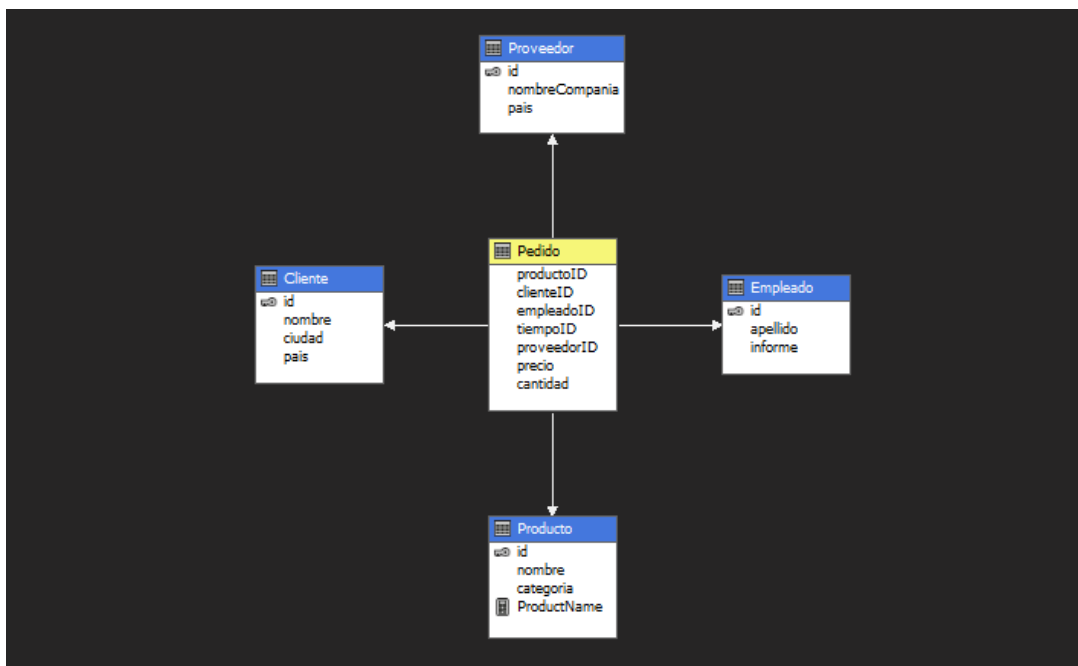 Proveedor
id
nombreCompania
pais
Pedido
productoID
clienteID
empleadoID
tiempoID
proveedorID
precio
cantidad
Cliente
id
nombre
ciudad
pais
Empleado
id
apellido
informe
Producto
id
nombre
categoria
ProductName